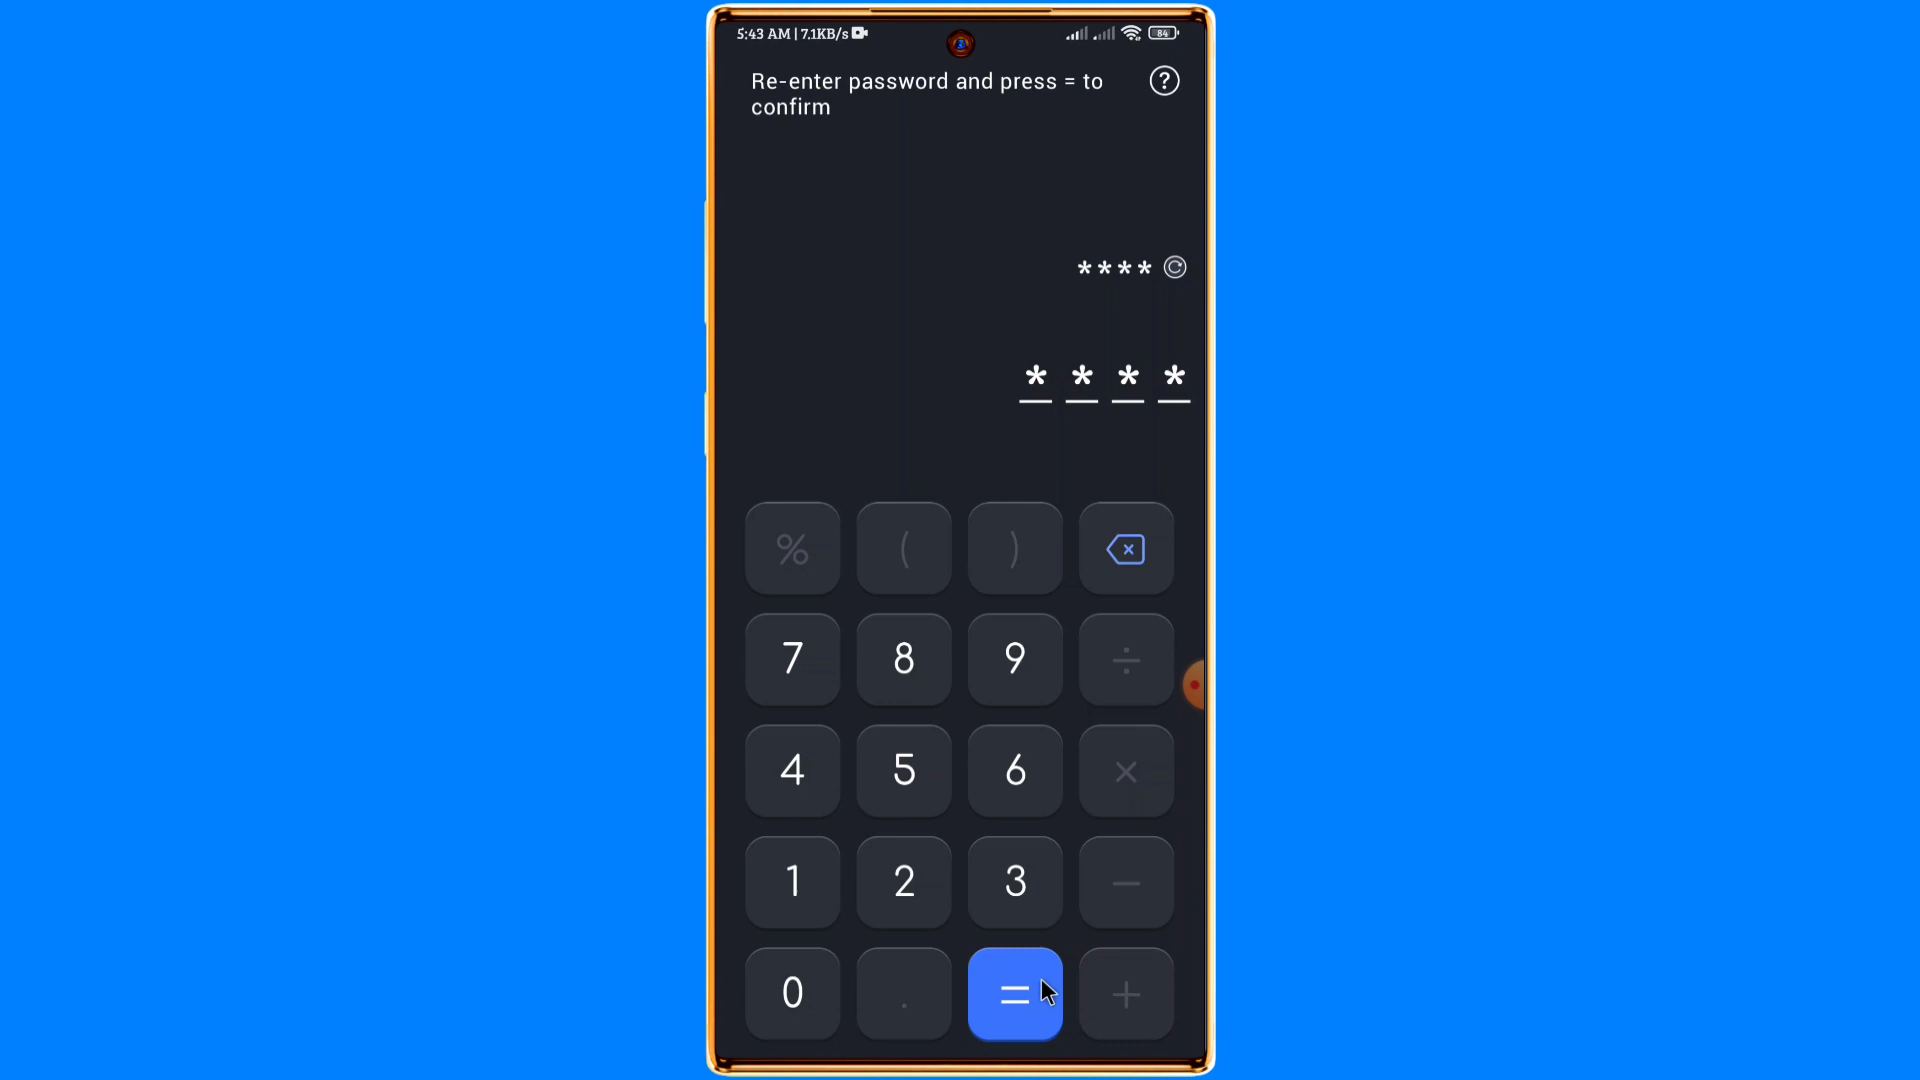 5:43 AM | 7.1KB/s 84
Re-enter password and press = to
confirm
?
****
* * * *
% ( )
7 8 9 ÷
4 5 6 ×
1 2 3 −
0 . = +